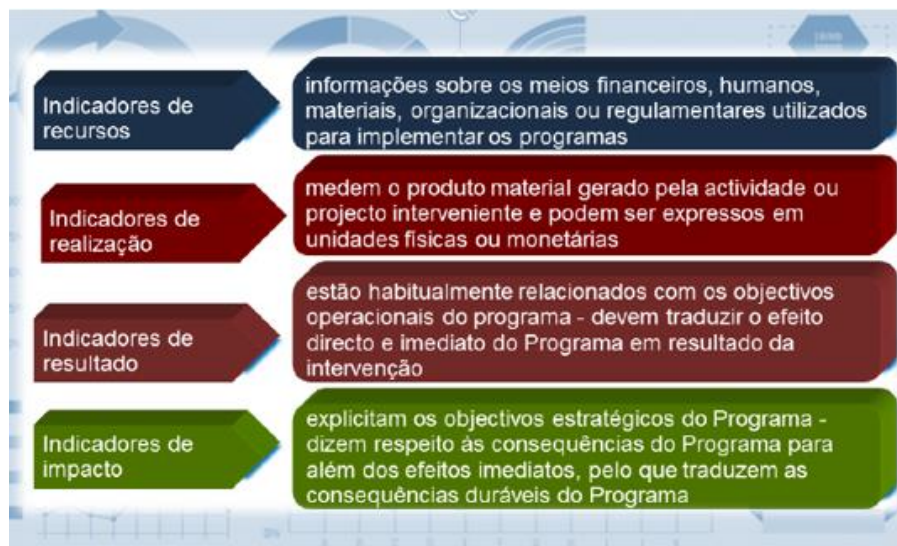 Indicadores de
recursos
informações sobre os meios financeiros, humanos,
materiais, organizacionais ou regulamentares utilizados
para implementar os programas
Indicadores de
realização
medem o produto material gerado pela actividade ou
projecto interveniente e podem ser expressos em
unidades físicas ou monetárias
Indicadores de
resultado
estão habitualmente relacionados com os objectivos
operacionais do programa - devem traduzir o efeito
directo e imediato do Programa em resultado da
intervenção
Indicadores de
impacto
explicitam os objectivos estratégicos do Programa -
dizem respeito às consequências do Programa para
além dos efeitos imediatos, pelo que traduzem as
consequências duráveis do Programa